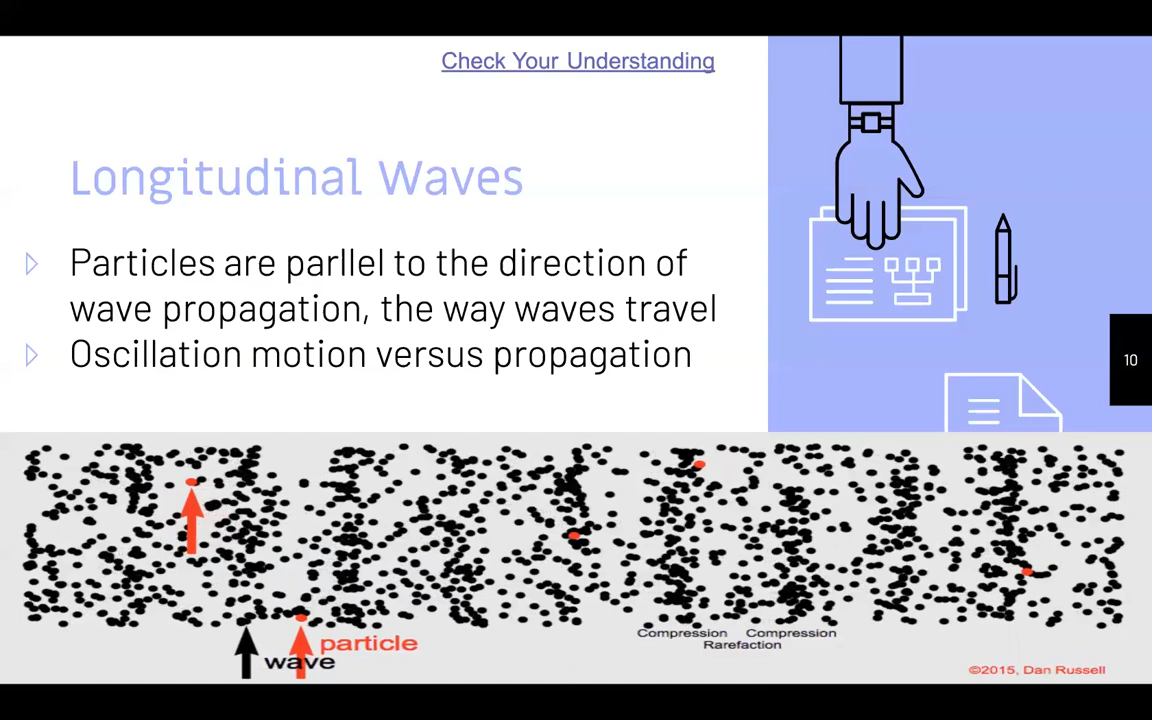 Check Your Understanding
Longitudinal Waves
Particles are parllel to the direction of
wave propagation, the way waves travel
Oscillation motion versus propagation
10
particle
wave
Compression Compression
Rarefaction
©2015, Dan Russell